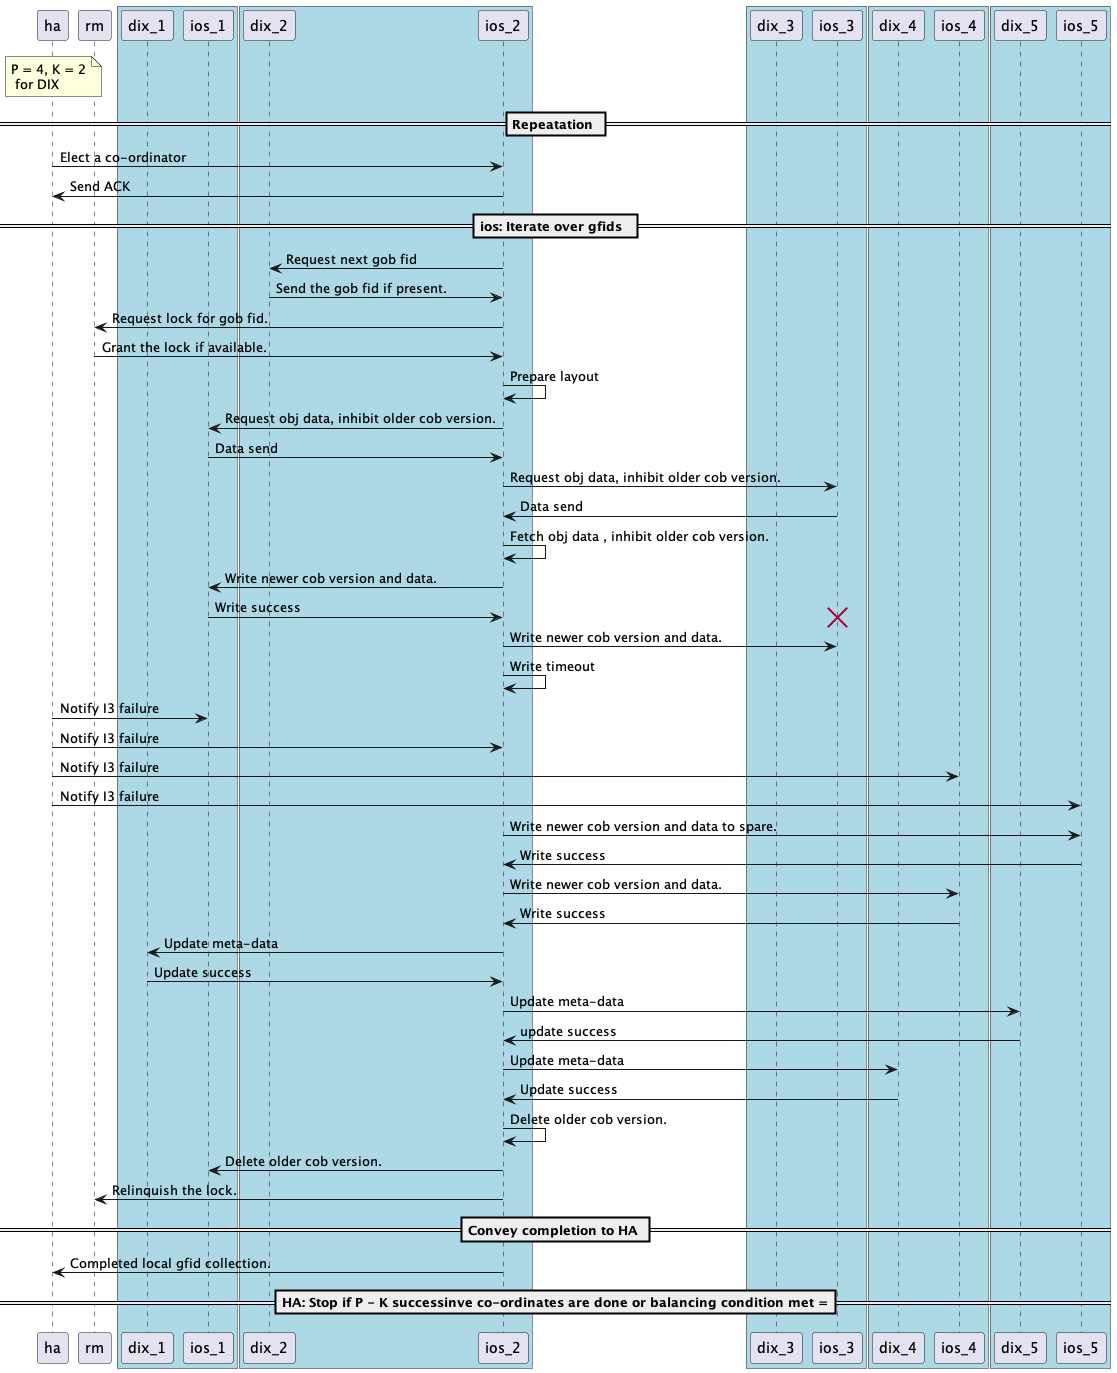 ha rm dix_1 ios_1 dix_2 ios_2 dix_3 ios_3 dix_4 ios_4 dix_5 ios_5
P = 4, K = 2
for DIX
Repeatation
Elect a co-ordinator
Send ACK
ios: Iterate over gfids
Request next gob fid
Send the gob fid if present.
Request lock for gob fid.
Grant the lock if available.
Prepare layout
Request obj data, inhibit older cob version.
Data send
Request obj data, inhibit older cob version.
Data send
Fetch obj data , inhibit older cob version.
Write newer cob version and data.
Write success
Write newer cob version and data.
Write timeout
Notify I3 failure
Notify I3 failure
Notify I3 failure
Notify I3 failure
Write newer cob version and data to spare.
Write success
Write newer cob version and data.
Write success
Update meta-data
Update success
Update meta-data
update success
Update meta-data
Update success
Delete older cob version.
Delete older cob version.
Relinquish the lock.
Convey completion to HA
Completed local gfid collection.
HA: Stop if P - K successinve co-ordinates are done or balancing condition met =
ha rm dix_1 ios_1 dix_2 ios_2 dix_3 ios_3 dix_4 ios_4 dix_5 ios_5